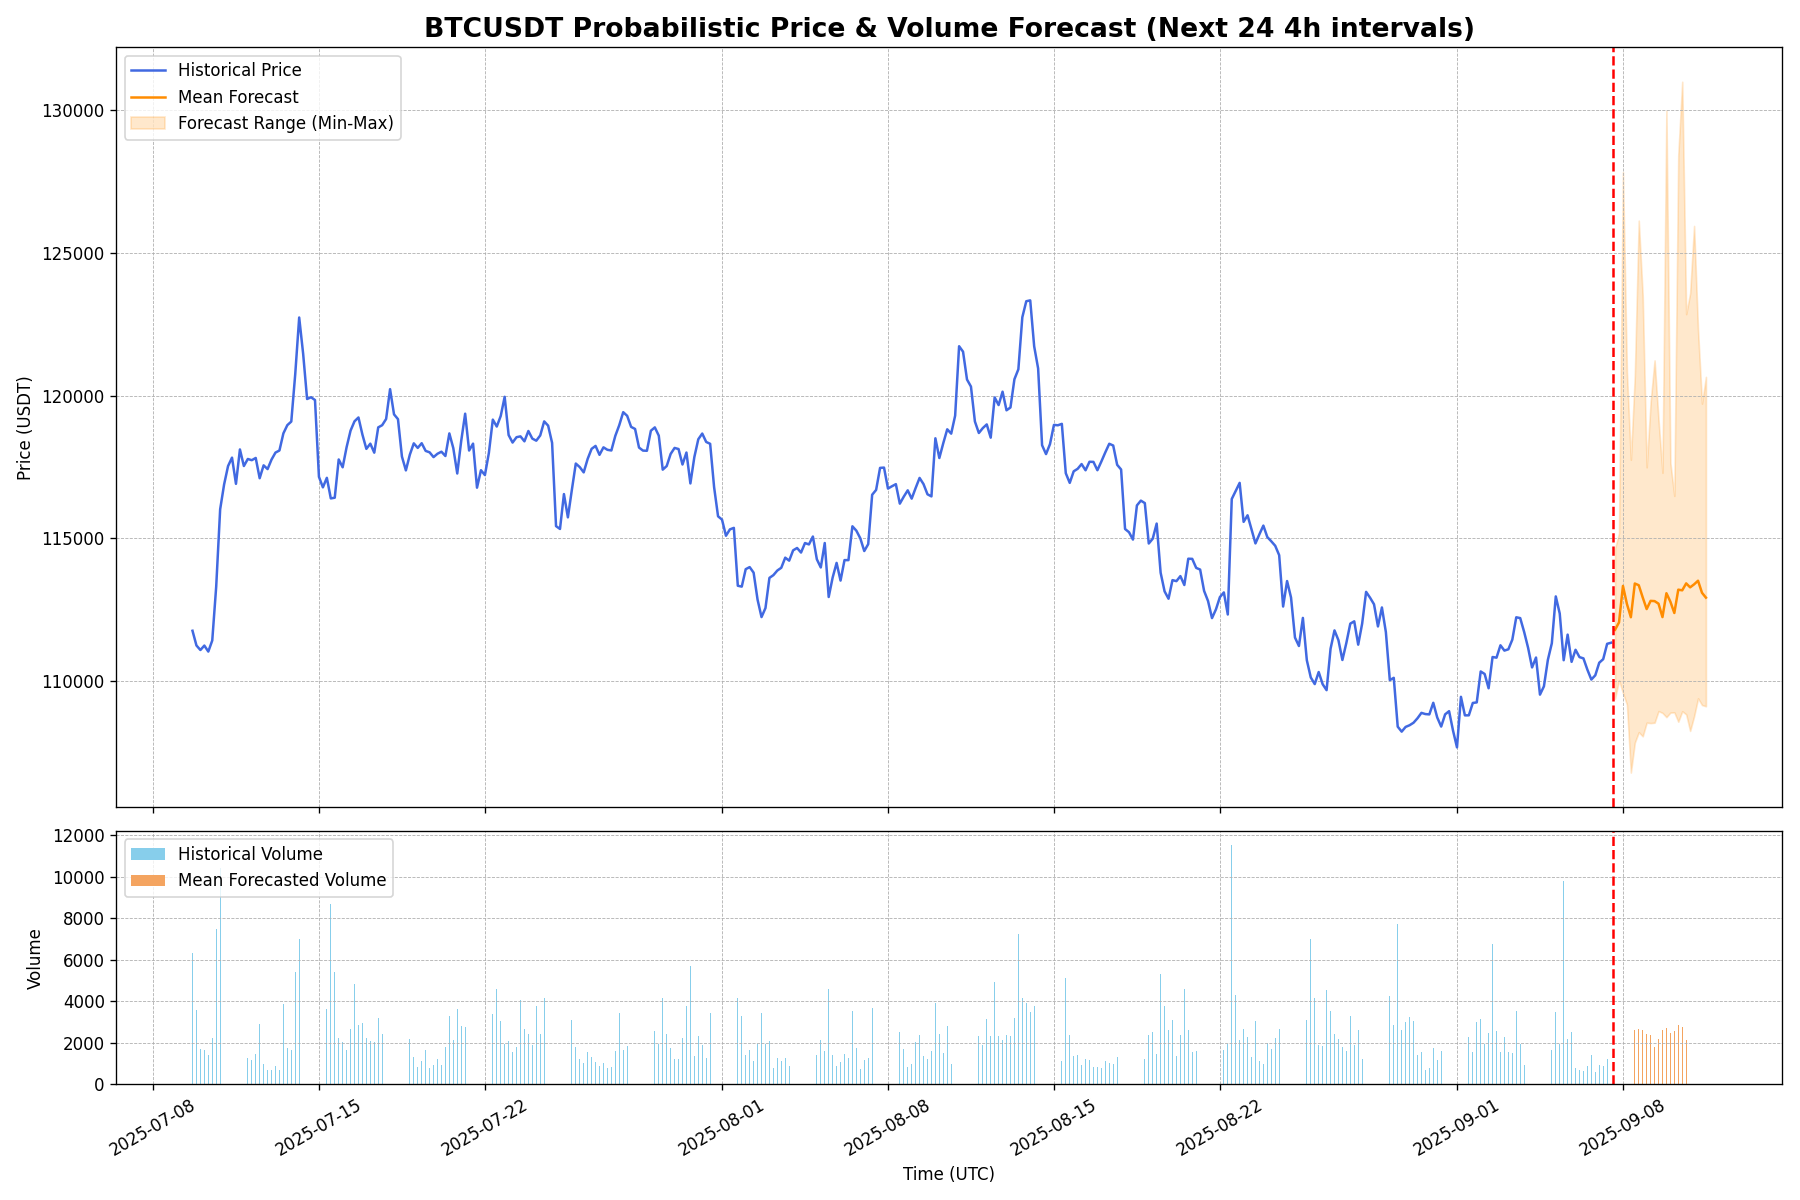 BTCUSDT Probabilistic Price & Volume Forecast (Next 24 4h intervals)
Historical Price
Mean Forecast
Forecast Range (Min-Max)
Price (USDT)
130000
125000
120000
115000
110000
Historical Volume
Mean Forecasted Volume
Volume
12000
10000
8000
6000
4000
2000
0
2025-07-08
2025-07-15
2025-07-22
2025-08-01
2025-08-08
2025-08-15
2025-08-22
2025-09-01
2025-09-08
Time (UTC)